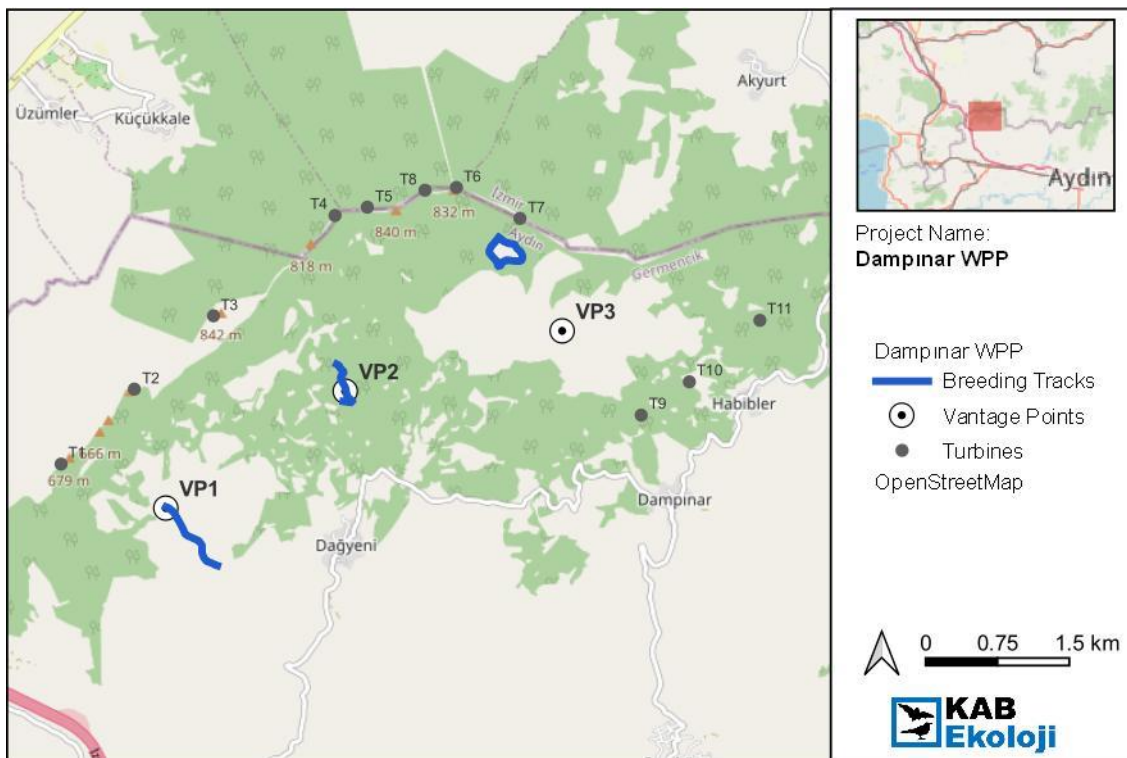 Üzümler
Küçükkale
Akyurt
T6
T8
T5
T4
832 m
İzmir
T7
840 m
Aydın
818 m
Germencik
T3
842 m
VP3
T11
T2
VP2
T10
Habibler
T9
T1
666 m
679 m
VP1
Dampınar
Dağyeni
İz
Aydın
Project Name:
Dampınar WPP
Dampınar WPP
Breeding Tracks
Vantage Points
Turbines
OpenStreetMap
0 0.75 1.5 km
KAB
Ekoloji